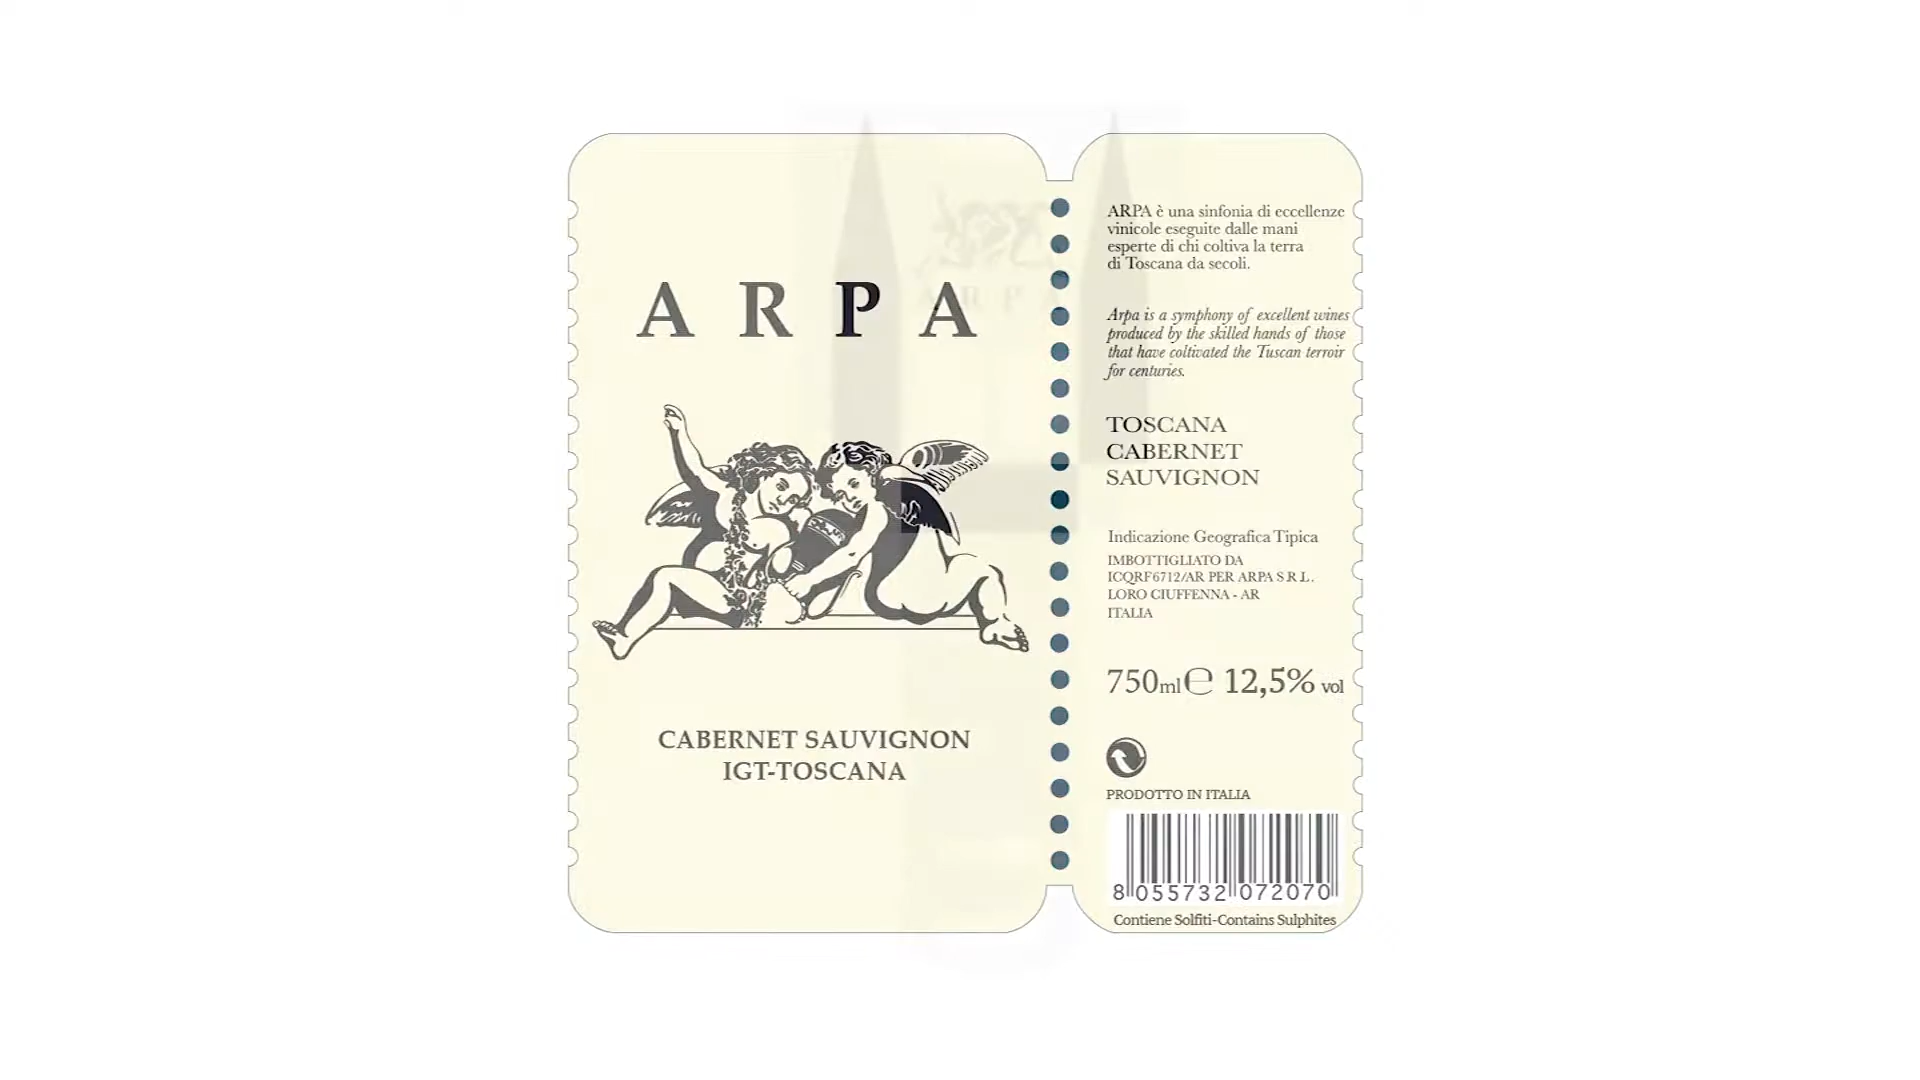 A R P A
CABERNET SAUVIGNON
IGT-TOSCANA
ARPA è una sinfonia di eccellenze
vinicole eseguite dalle mani
esperte di chi coltiva la terra
di Toscana da secoli.
Arpa is a symphony of excellent wines
produced by the skilled hands of those
that have coltivated the Tuscan terroir
for centuries.
TOSCANA
CABERNET
SAUVIGNON
Indicazione Geografica Tipica
IMBOTTIGLIATO DA
ICQRF6712/AR PER ARPA S R L.
LORO CIUFFENNA - AR
ITALIA
750ml℮ 12,5% vol
PRODOTTO IN ITALIA
8 055732 072070
Contiene Solfiti-Contains Sulphites
A R P A